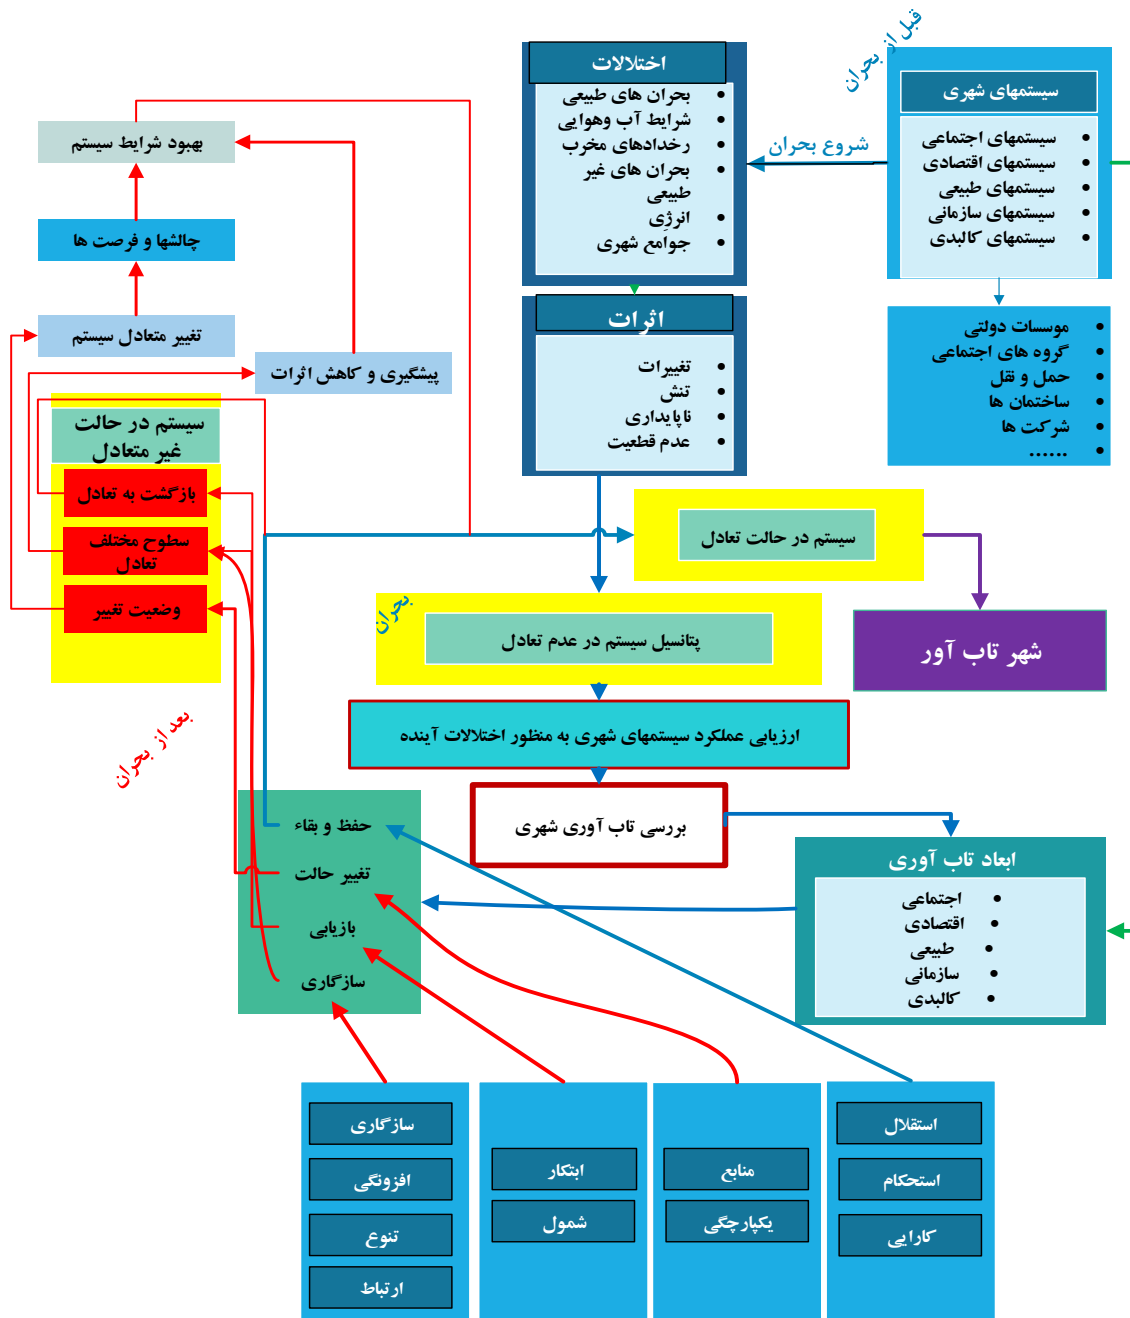 قبل از بحران
سیستمهای شهری
سیستمهای اجتماعی
سیستمهای اقتصادی
سیستمهای طبیعی
سیستمهای سازمانی
سیستمهای کالبدی
شروع بحران
اختلالات
بحران های طبیعی
شرایط آب وهوایی
رخدادهای مخرب
بحران های غیر
طبیعی
انرژِی
جوامع شهری
موسسات دولتی
گروه های اجتماعی
حمل و نقل
ساختمان ها
شرکت ها
......
اثرات
تغییرات
تنش
ناپایداری
عدم قطعیت
بهبود شرایط سیستم
چالشها و فرصت ها
تغییر متعادل سیستم
پیشگیری و کاهش اثرات
سیستم در حالت
غیر متعادل
بازگشت به تعادل
سطوح مختلف
تعادل
وضعیت تغییر
سیستم در حالت تعادل
شهر تاب آور
بحران
پتانسیل سیستم در عدم تعادل
ارزیابی عملکرد سیستمهای شهری به منظور اختلالات آینده
بررسی تاب آوری شهری
بعد از بحران
ابعاد تاب آوری
اجتماعی
اقتصادی
طبیعی
سازمانی
کالبدی
حفظ و بقاء
تغییر حالت
بازیابی
سازگاری
استقلال
استحکام
کارایی
منابع
یکپارچگی
ابتکار
شمول
سازگاری
افزونگی
تنوع
ارتباط